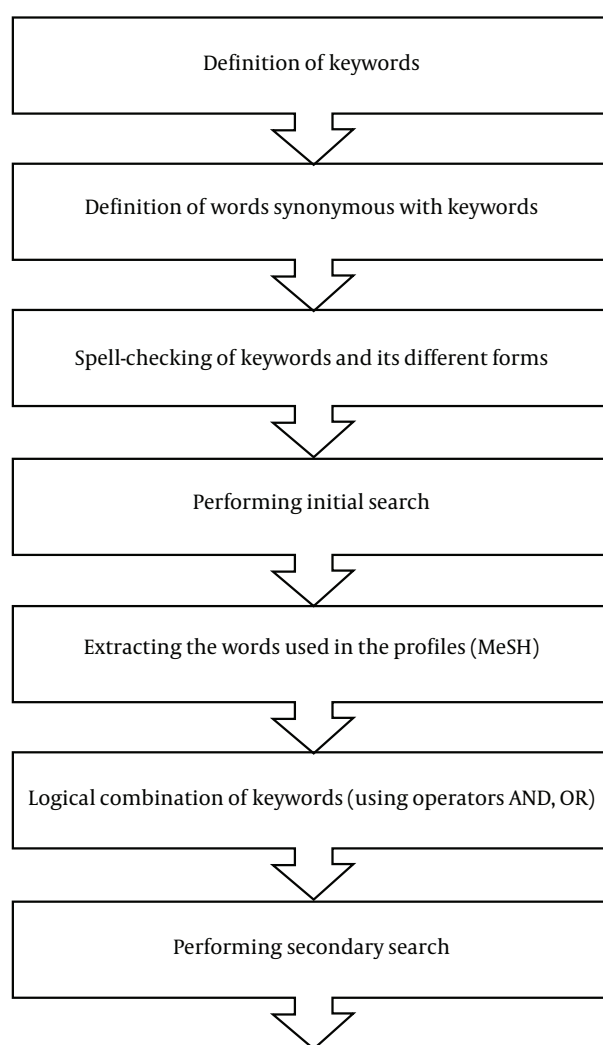 Definition of keywords
Definition of words synonymous with keywords
Spell-checking of keywords and its different forms
Performing initial search
Extracting the words used in the profiles (MeSH)
Logical combination of keywords (using operators AND, OR)
Performing secondary search